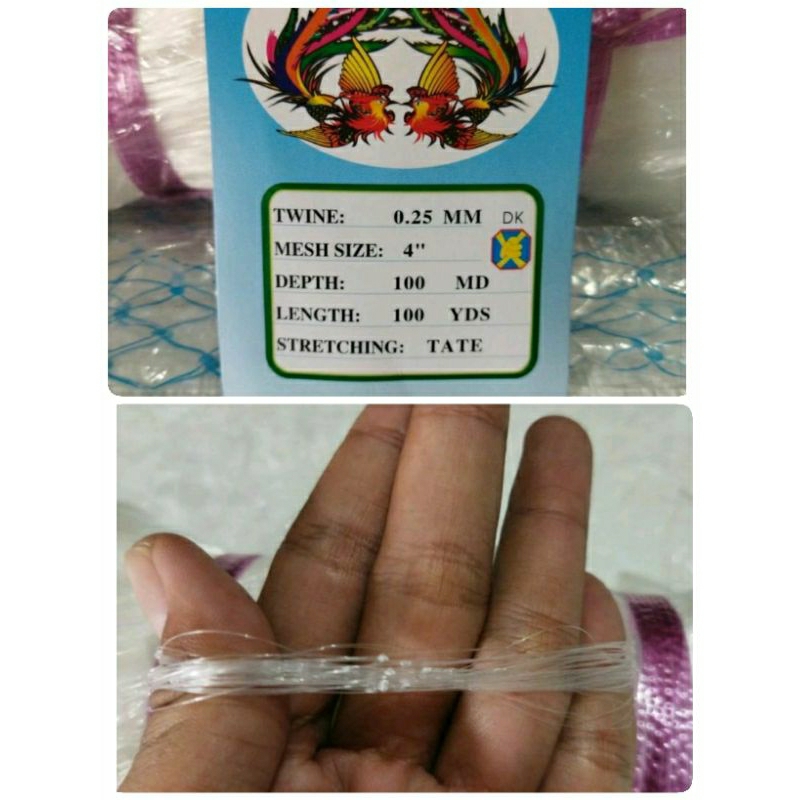 TWINE: 0.25 MM DK
MESH SIZE: 4"
DEPTH: 100 MD
LENGTH: 100 YDS
STRETCHING: TATE